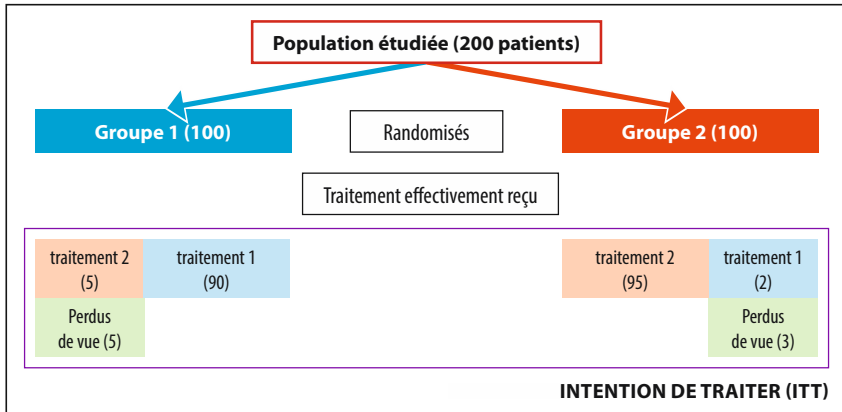 Population étudiée (200 patients)
Groupe 1 (100)
Randomisés
Groupe 2 (100)
Traitement effectivement reçu
traitement 2
(5)
traitement 1
(90)
traitement 2
(95)
traitement 1
(2)
Perdus
de vue (5)
Perdus
de vue (3)
INTENTION DE TRAITER (ITT)